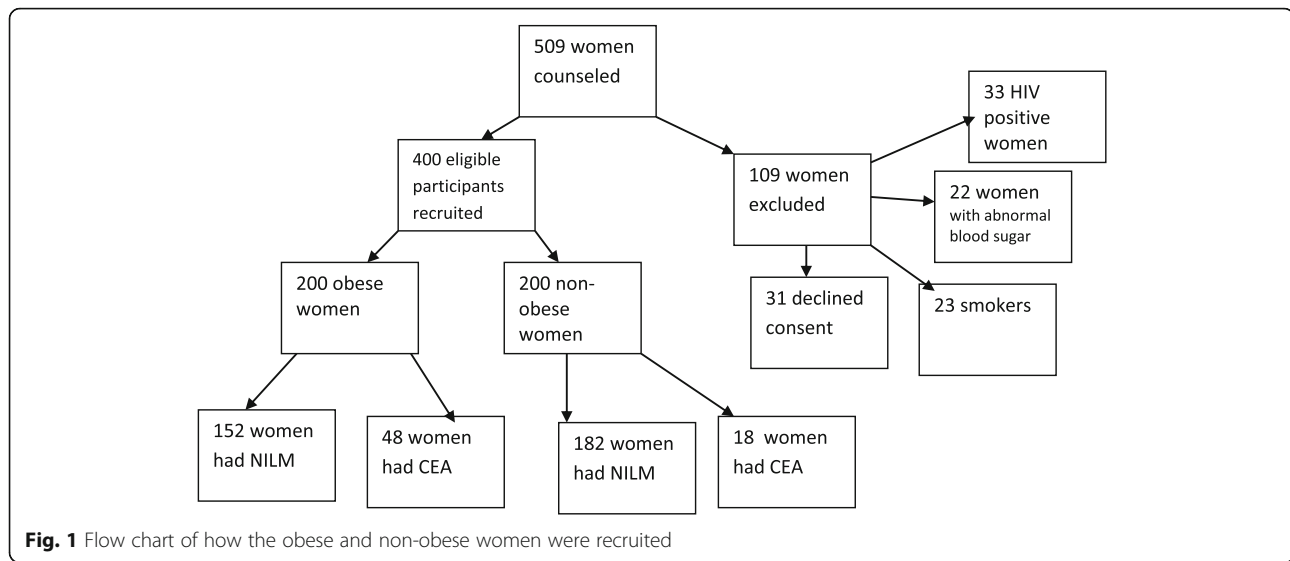 509 women
counseled
33 HIV
positive
women
400 eligible
participants
recruited
109 women
excluded
22 women
with abnormal
blood sugar
200 obese
women
200 non-
obese
women
31 declined
consent
23 smokers
152 women
had NILM
48 women
had CEA
182 women
had NILM
18 women
had CEA
Fig. 1 Flow chart of how the obese and non-obese women were recruited